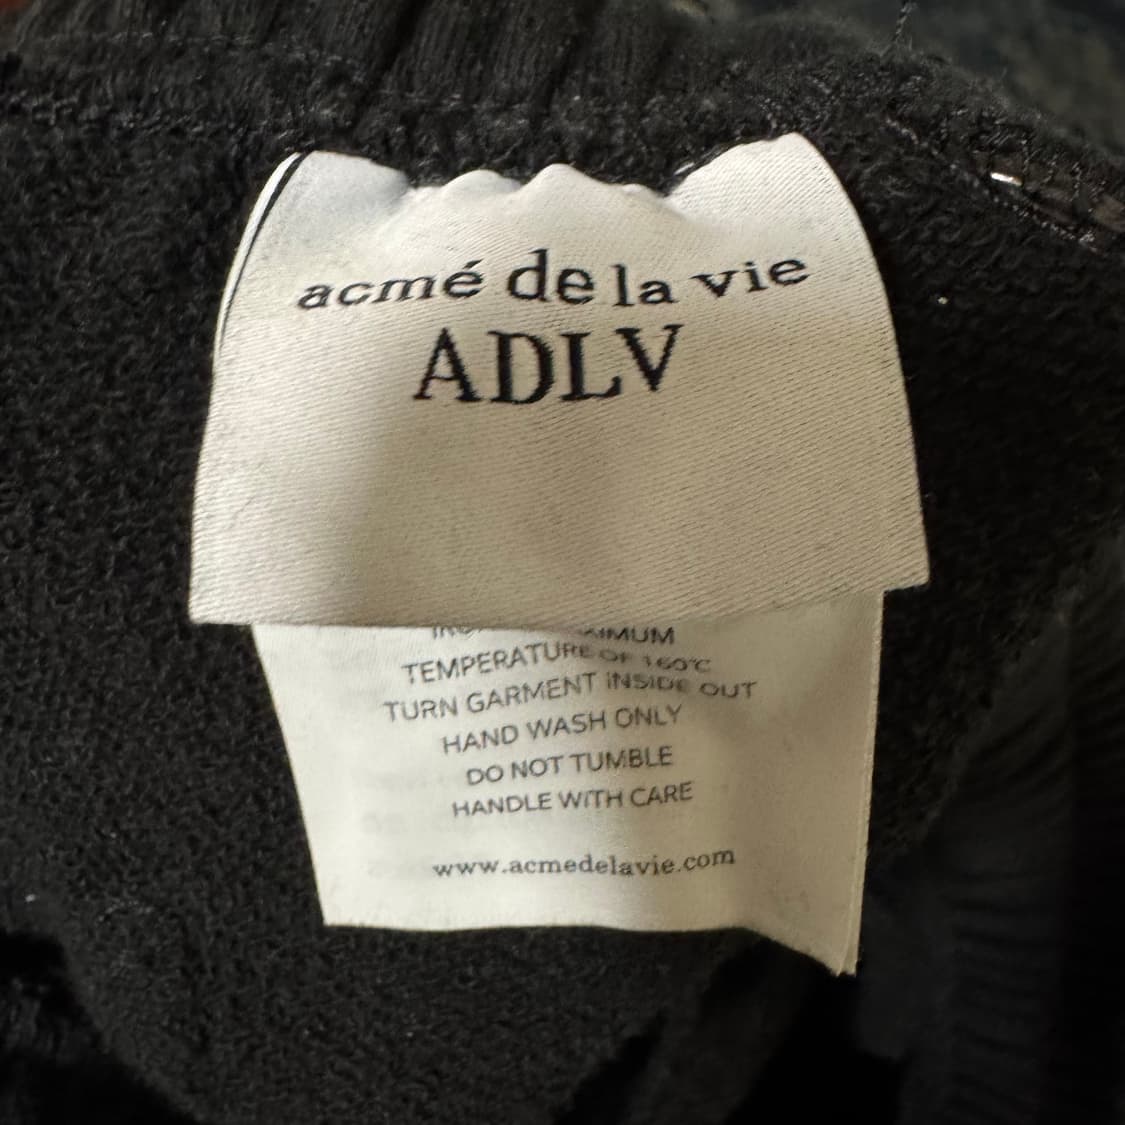 acmé de la vie
ADLV
TEMPERATURE OF 160°C
TURN GARMENT INSIDE OUT
HAND WASH ONLY
DO NOT TUMBLE
HANDLE WITH CARE
www.acmedelavie.com